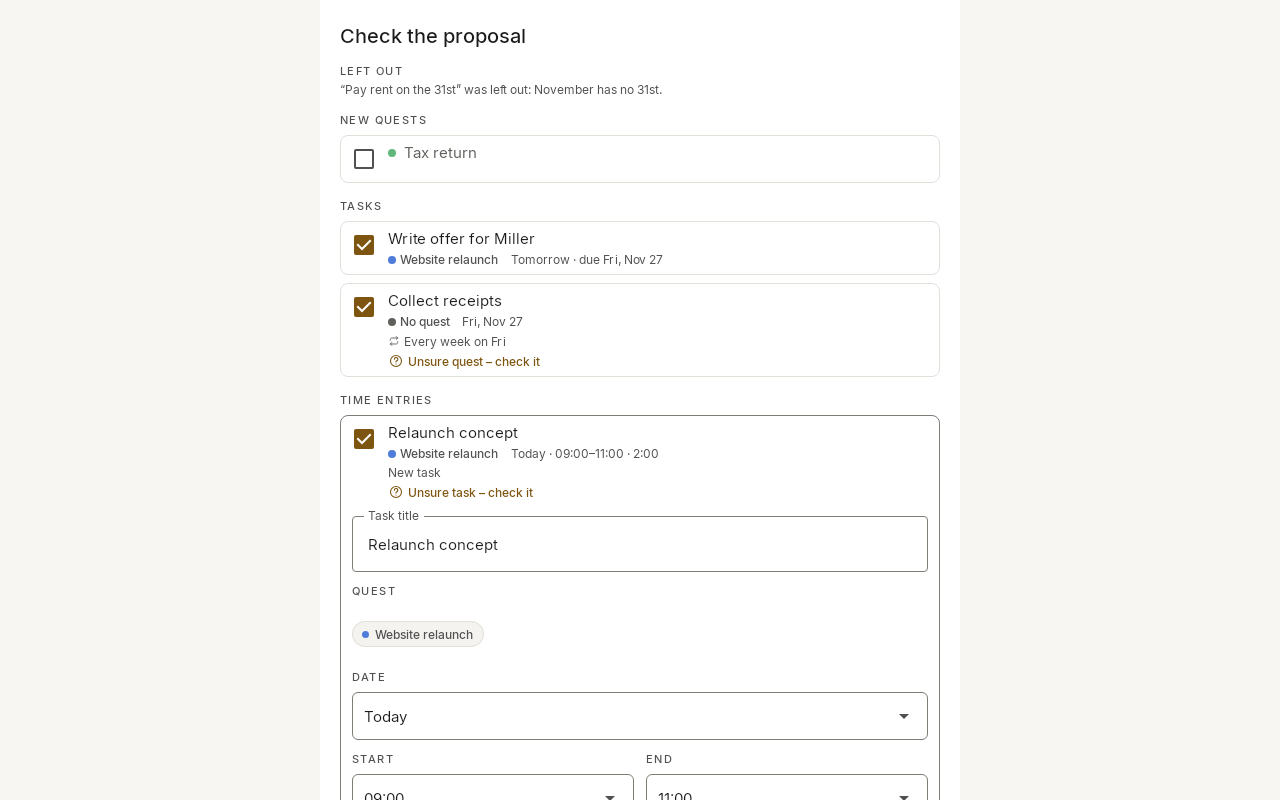 Check the proposal
LEFT OUT
“Pay rent on the 31st” was left out: November has no 31st.
NEW QUESTS
Tax return
TASKS
Write offer for Miller
Website relaunch Tomorrow · due Fri, Nov 27
Collect receipts
No quest Fri, Nov 27
Every week on Fri
Unsure quest – check it
TIME ENTRIES
Relaunch concept
Website relaunch Today · 09:00–11:00 · 2:00
New task
Unsure task – check it
Task title
Relaunch concept
QUEST
Website relaunch
DATE
Today
START END
09:00 11:00